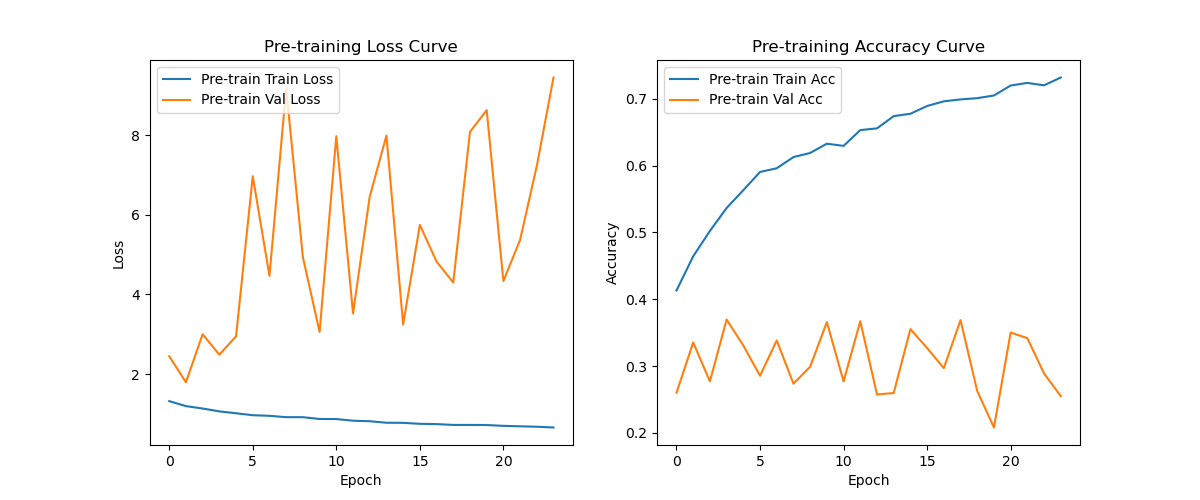 Pre-training Loss Curve
Pre-train Train Loss
Pre-train Val Loss
8
6
4
2
Loss
0
5
10
15
20
Epoch
Pre-training Accuracy Curve
Pre-train Train Acc
Pre-train Val Acc
0.7
0.6
0.5
0.4
0.3
0.2
Accuracy
0
5
10
15
20
Epoch